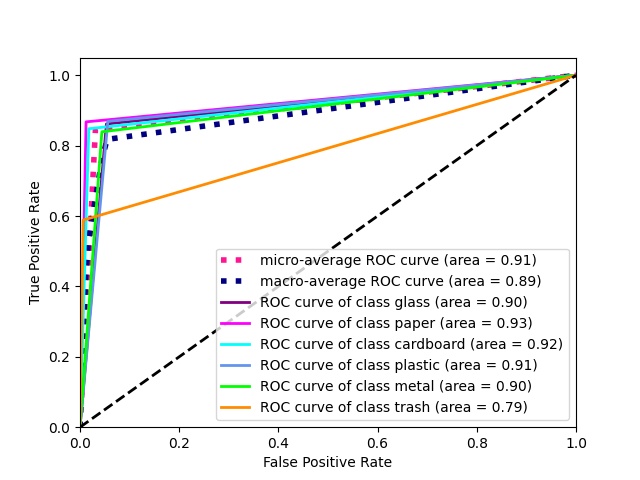 1.0
0.8
0.6
0.4
0.2
0.0
True Positive Rate
micro-average ROC curve (area = 0.91)
macro-average ROC curve (area = 0.89)
ROC curve of class glass (area = 0.90)
ROC curve of class paper (area = 0.93)
ROC curve of class cardboard (area = 0.92)
ROC curve of class plastic (area = 0.91)
ROC curve of class metal (area = 0.90)
ROC curve of class trash (area = 0.79)
0.0 0.2 0.4 0.6 0.8 1.0
False Positive Rate